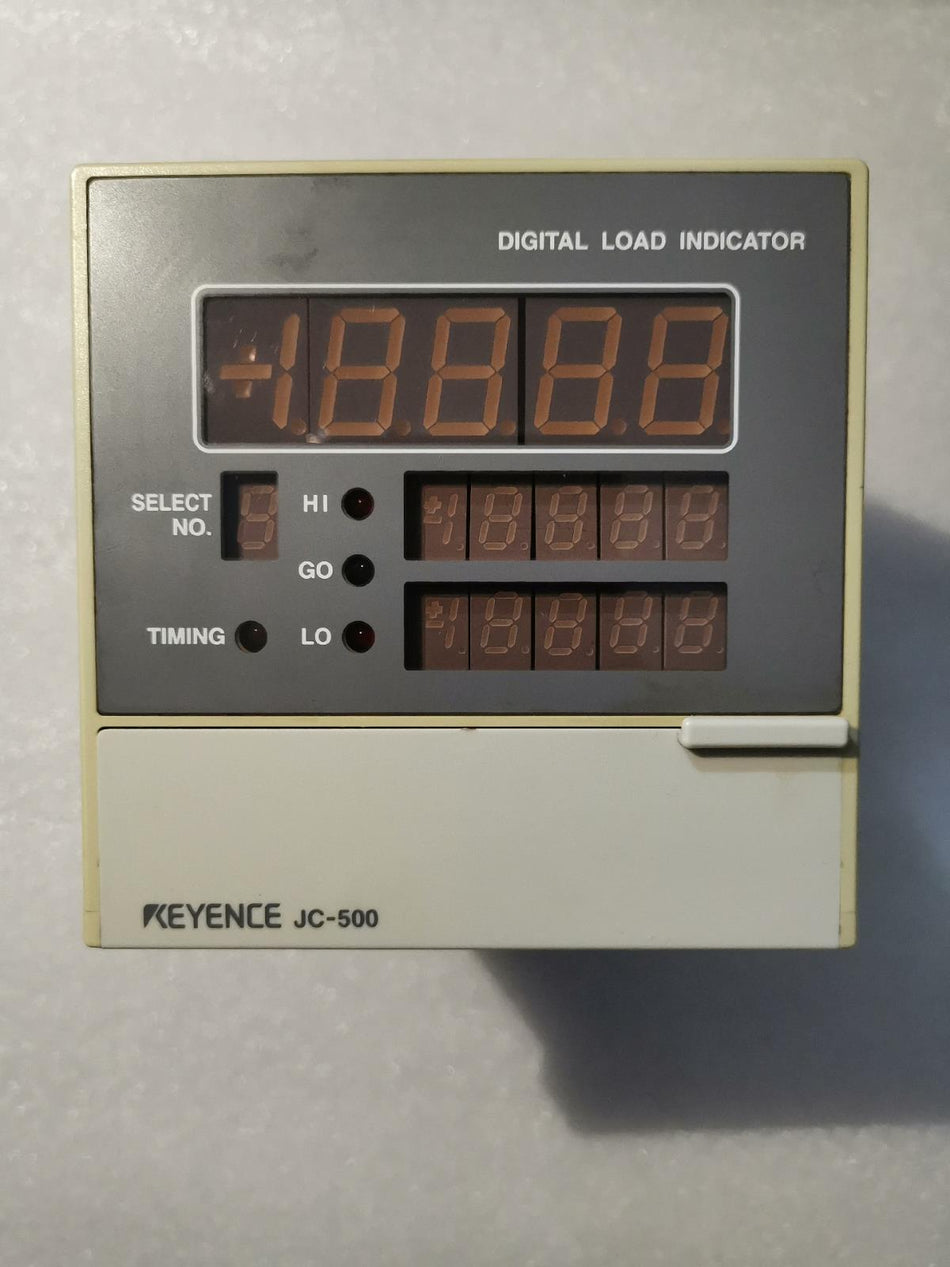 DIGITAL LOAD INDICATOR
SELECT
NO.
HI
GO
TIMING
LO
KEYENCE JC-500